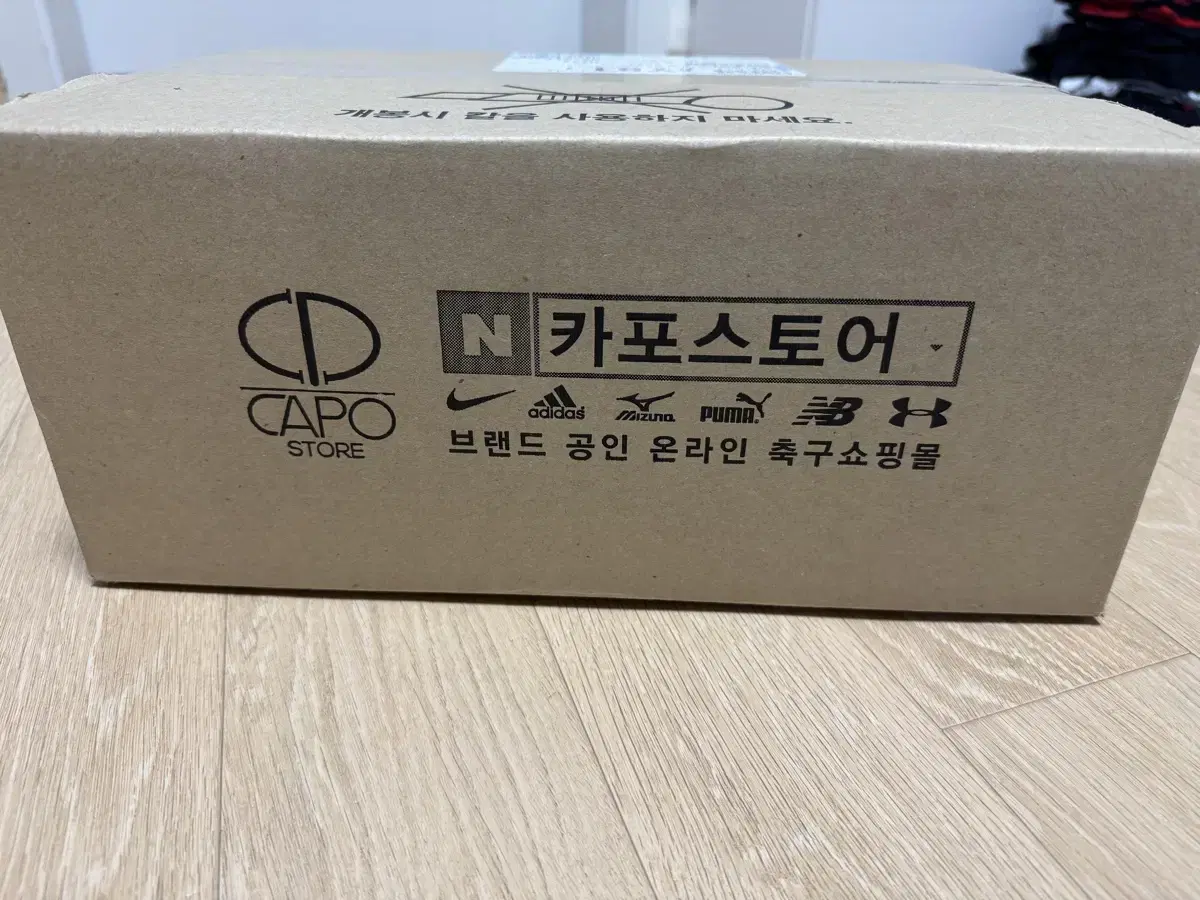 개봉시 칼을 사용하지 마세요.
CAPO
STORE
N 카포스토어
adidas Mizuno PUMA NB
브랜드 공인 온라인 축구쇼핑몰